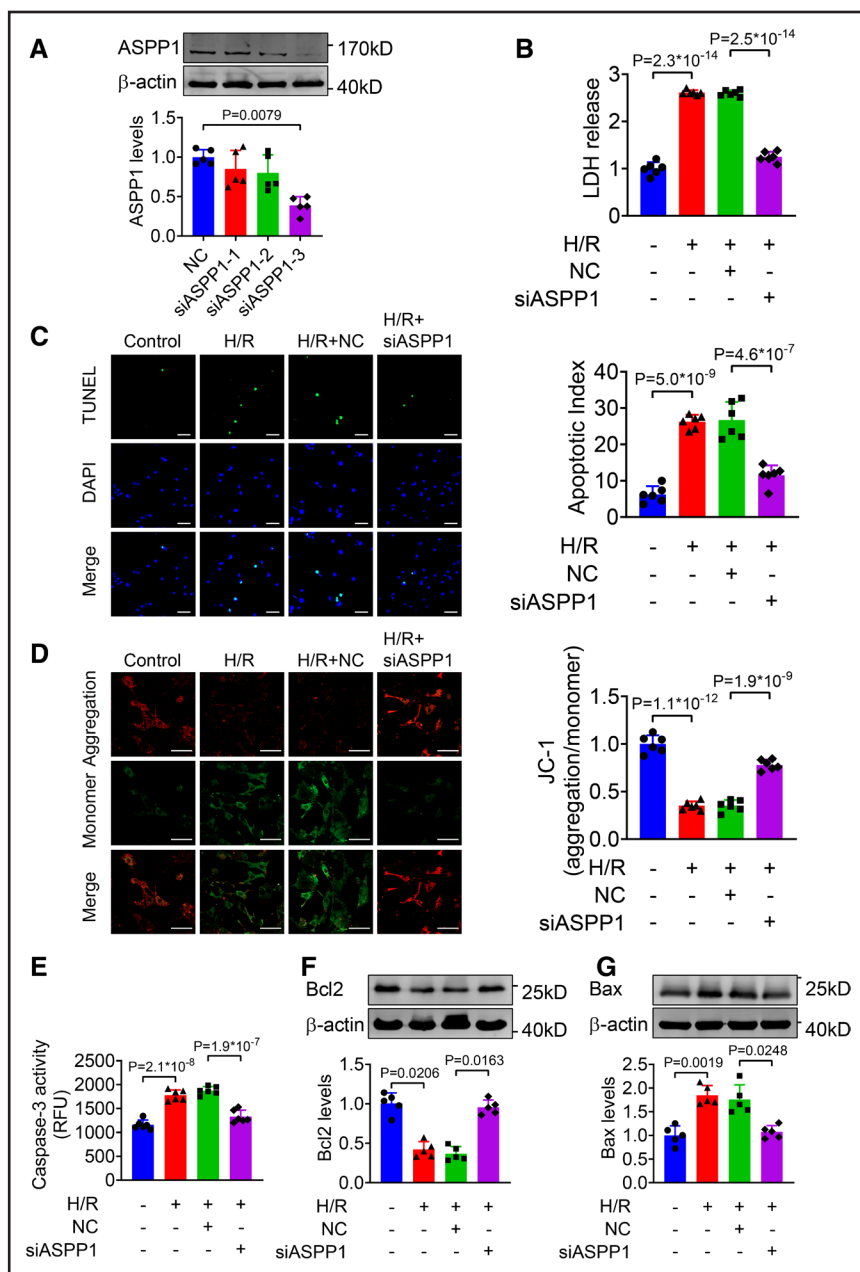 A
ASPP1
170kD
β-actin
40kD
P=0.0079
ASPP1 levels
1.5
1.0
0.5
0.0
NC
siASPP1-1
siASPP1-2
siASPP1-3
B
P=2.5*10-14
P=2.3*10-14
LDH release
3
2
1
0
H/R - + + +
NC - - + -
siASPP1 - - - +
C
Control H/R H/R+NC H/R+
siASPP1
TUNEL
DAPI
Merge
P=4.6*10-7
P=5.0*10-9
Apoptotic Index
40
30
20
10
0
H/R - + + +
NC - - + -
siASPP1 - - - +
D
Control H/R H/R+NC H/R+
siASPP1
Aggregation
Monomer
Merge
P=1.9*10-9
P=1.1*10-12
JC-1
(aggregation/monomer)
1.5
1.0
0.5
0.0
H/R - + + +
NC - - + -
siASPP1 - - - +
E
P=1.9*10-7
P=2.1*10-8
Caspase-3 activity
(RFU)
2500
2000
1500
1000
500
0
H/R - + + +
NC - - + -
siASPP1 - - - +
F
Bcl2
25kD
β-actin
40kD
P=0.0163
P=0.0206
Bcl2 levels
1.5
1.0
0.5
0.0
- + + +
- - + -
- - - +
G
Bax
25kD
β-actin
40kD
P=0.0248
P=0.0019
Bax levels
2.5
2.0
1.5
1.0
0.5
0.0
H/R - + + +
NC - - + -
siASPP1 - - - +